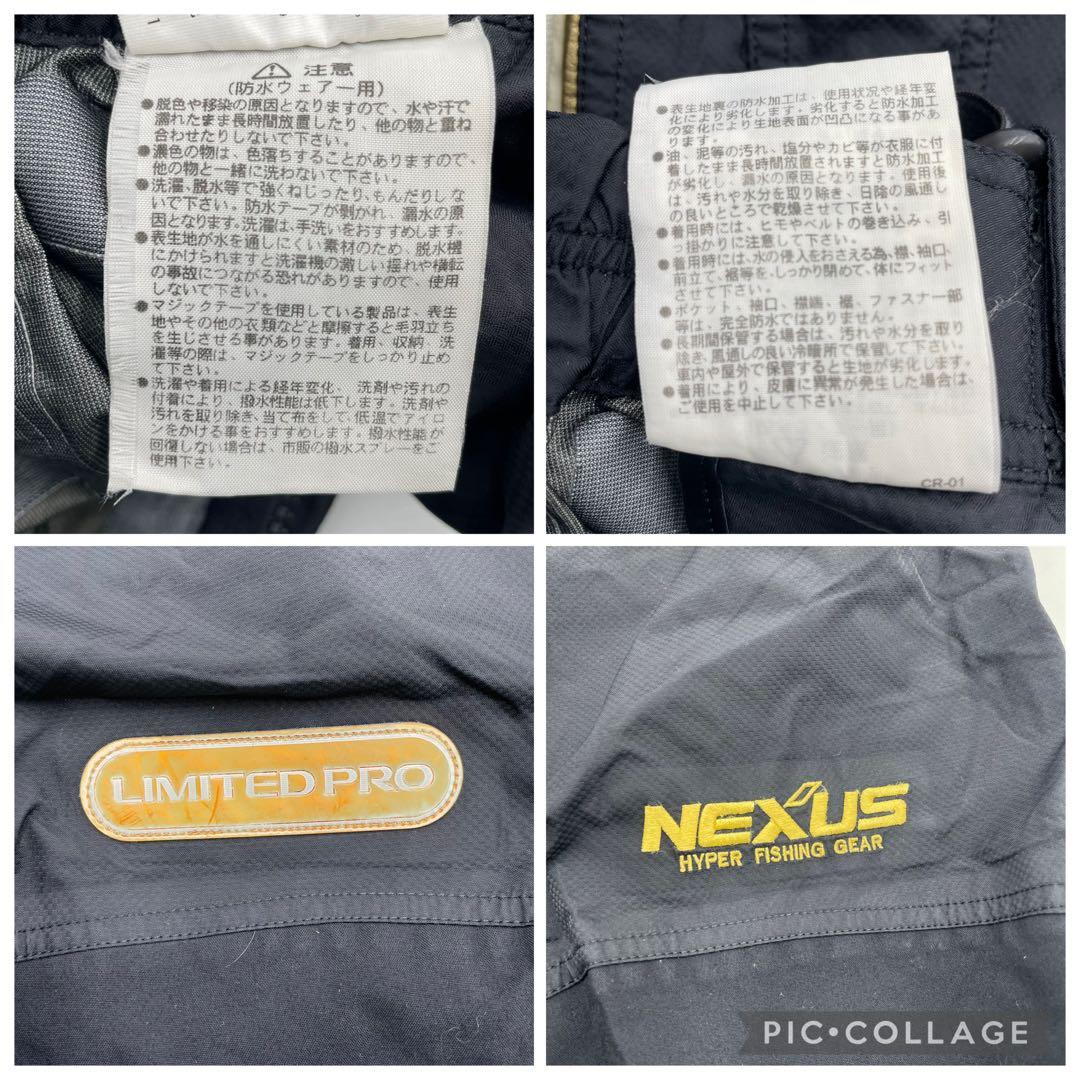 注意
(防水ウェアー用)
●脱色や移染の原因となりますので、水や汗で
濡れたまま長時間放置したり、他の物と重ね
合わせたりしないで下さい。
●濃色の物は、色落ちすることがありますので、
他の物と一緒に洗わないで下さい。
●洗濯、脱水等で強くねじったり、もんだりしな
いで下さい。防水テープが剝がれ、漏水の原
因となります。洗濯は、手洗いをおすすめします。
●表生地が水を通しにくい素材のため、脱水機
にかけられますと洗濯機の激しい揺れや横転
の事故につながる恐れがありますので、使用
しないで下さい。
●マジックテープを使用している製品は、表生
地やその他の衣類などと摩擦すると毛羽立ち
を生じさせる事があります。着用、収納、洗
濯等の際は、マジックテープをしっかり止め
て下さい。
●洗濯や着用による経年変化、洗剤や汚れの
付着により、撥水性能は低下します。洗剤や
汚れを取り除き、当て布をして、低温でアイロ
ンをかける事をおすすめします。撥水性能が
回復しない場合は、市販の撥水スプレーをご
使用下さい。
●表生地裏の防水加工は、使用状況や経年変
化により劣化します。劣化すると防水加工
の変化により生地表面が凹凸になる事があ
ります。
●油、泥等の汚れ、塩分やカビ等が衣服に付
着したまま長時間放置されますと防水加工
が劣化し、漏水の原因となります。使用後
は、汚れや水分を取り除き、日陰の風通し
の良いところで乾燥させて下さい。
●着用時には、ヒモやベルトの巻き込み、引
っ掛かりに注意して下さい。
●着用時には、水の侵入をおさえる為、襟、袖口、
前立て、裾等を、しっかり閉めて、体にフィット
させて下さい。
●ポケット、袖口、襟端、裾、ファスナー部
等は、完全防水ではありません。
●長期間保管する場合は、汚れや水分を取り
除き、風通しの良い冷暗所で保管して下さい。
車内や屋外で保管すると生地が劣化します。
●着用により、皮膚に異常が発生した場合は、
ご使用を中止して下さい。
CR-01
LIMITED PRO
NEXUS
HYPER FISHING GEAR
PIC•COLLAGE